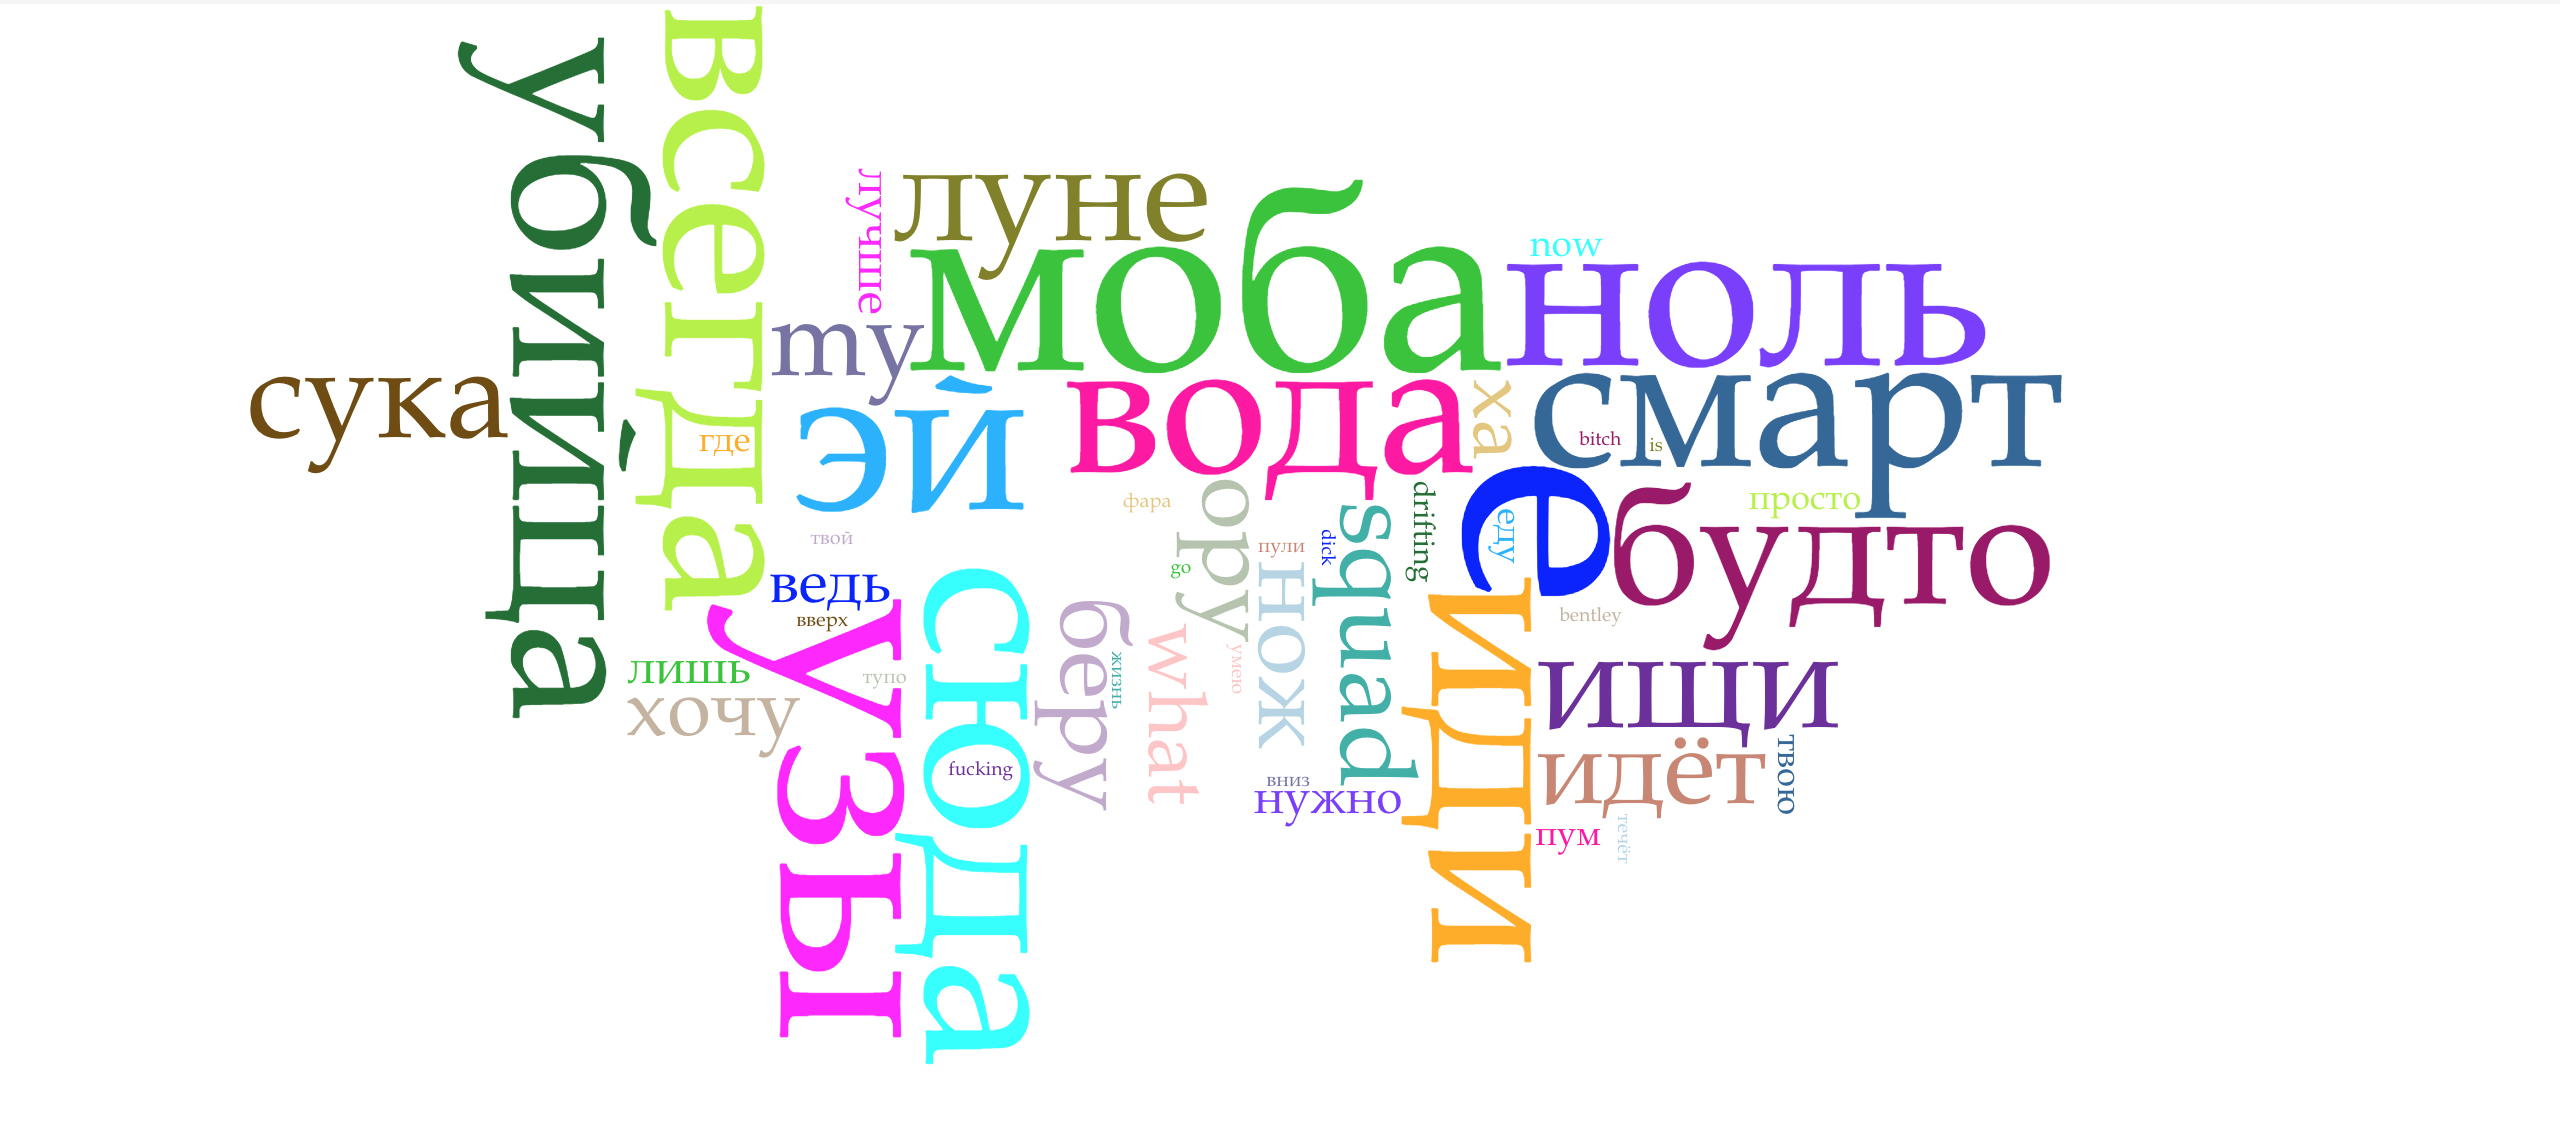 убийца
всегда
лучше
луне
моба
now
ноль
my
сука
эй
вода
ха
смарт
где
bitch
is
е
фара
ору
drifting
еду
просто
будто
твой
squad
dick
пули
go
ведь
вверх
сюда
нож
bentley
узы
лишь
тупо
беру
жизнь
what
умею
иди
ищи
хочу
идёт
твою
fucking
вниз
нужно
пум
течёт